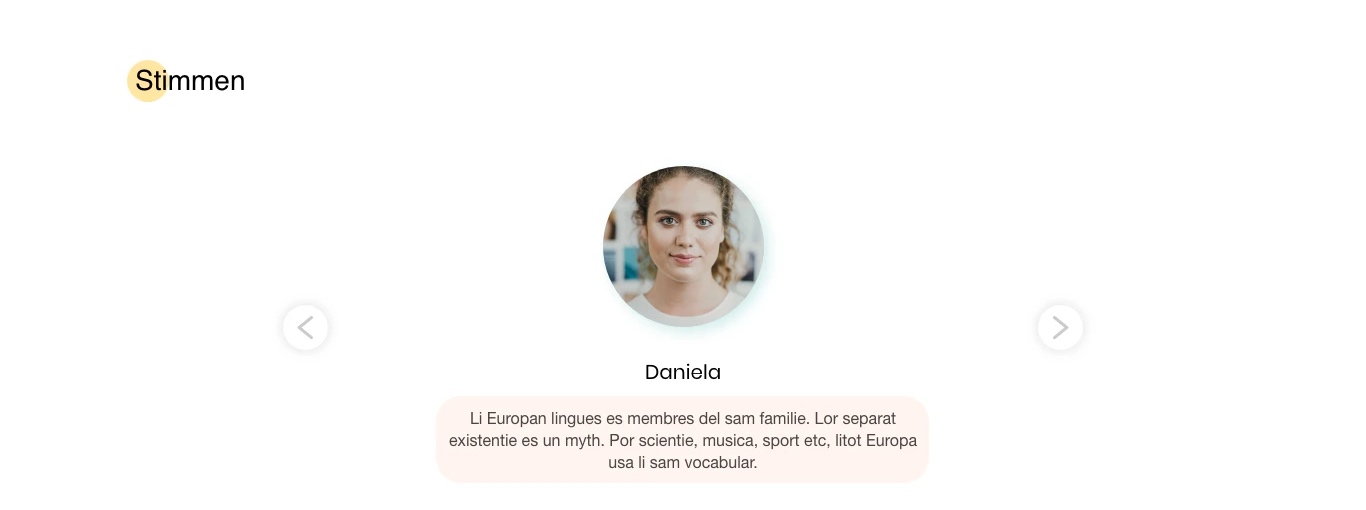 Stimmen
Daniela
Li Europan lingues es membres del sam familie. Lor separat
existentie es un myth. Por scientie, musica, sport etc, litot Europa
usa li sam vocabular.